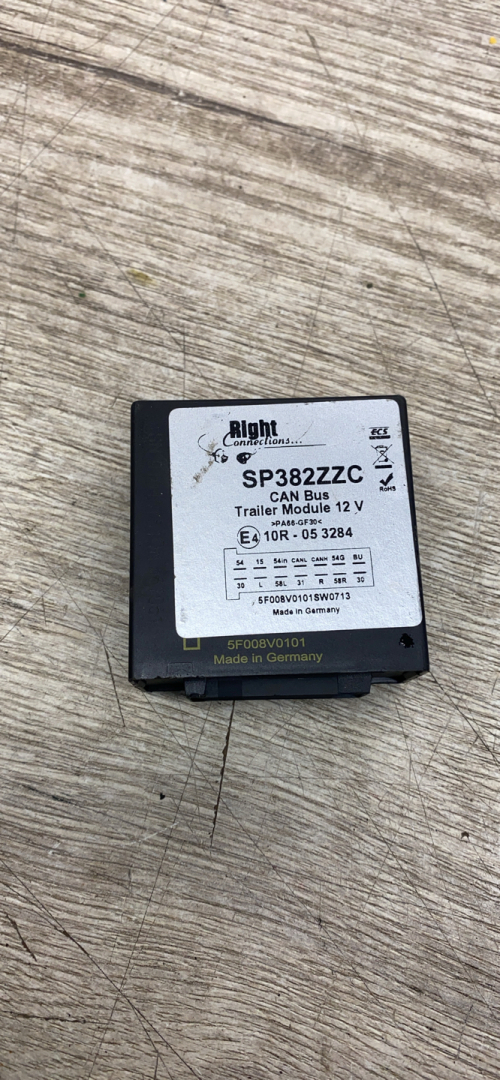 Right
Connections...
ECS
SP382ZZC
CAN Bus
Trailer Module 12 V
RoHS
>PA66-GF30<
E4 10R - 05 3284
54 15 54in CANL CANH 54G BU
30 L 58L 31 R 58R 30
5F008V0101SW0713
Made in Germany
5F008V0101
Made in Germany